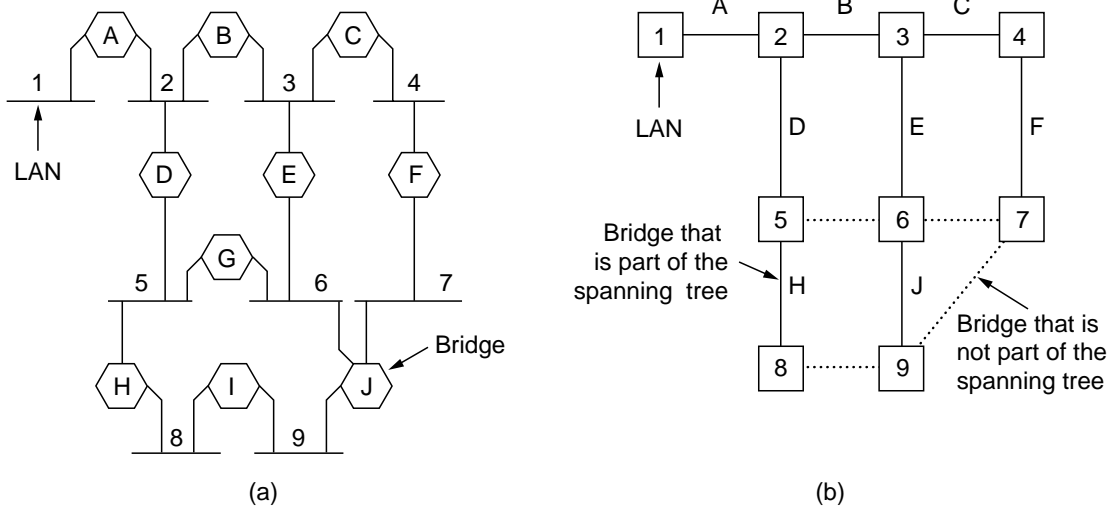 A
B
C
1
2
3
4
LAN
D
E
F
G
5
6
7
Bridge
H
I
J
8
9
(a)
A
B
C
1
2
3
4
LAN
D
E
F
5
6
7
Bridge that
is part of the
spanning tree
H
J
Bridge that is
not part of the
spanning tree
8
9
(b)